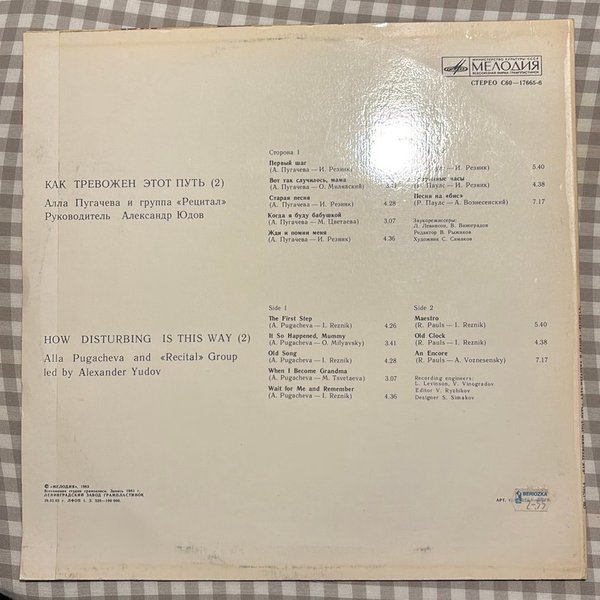 МИНИСТЕРСТВО КУЛЬТУРЫ СССР
МЕЛОДИЯ
ВСЕСОЮЗНАЯ ФИРМА ГРАМПЛАСТИНОК
СТЕРЕО С60—17665-6
КАК ТРЕВОЖЕН ЭТОТ ПУТЬ (2)
Алла Пугачева и группа «Рецитал»
Руководитель Александр Юдов
Сторона 1
Первый шаг
(А. Пугачева — И. Резник)
Вот так случилось, мама
(А. Пугачева — О. Милявский) 3.41
Старая песня
(А. Пугачева — И. Резник) 4.28
Когда я буду бабушкой
(А. Пугачева — М. Цветаева) 3.07
Жди и помни меня
(А. Пугачева — И. Резник) 4.36
И. Резник) 5.40
часы
(Р. Паулс — И. Резник) 4.38
Песня на «бис»
(Р. Паулс — А. Вознесенский) 7.17
Звукорежиссеры:
Л. Левинсон, В. Виноградов
Редактор В. Рыжиков
Художник С. Симаков
HOW DISTURBING IS THIS WAY (2)
Alla Pugacheva and «Recital» Group
led by Alexander Yudov
Side 1
The First Step
(A. Pugacheva — I. Reznik) 4.26
It So Happened, Mummy
(A. Pugacheva — O. Milyavsky) 3.41
Old Song
(A. Pugacheva — I. Reznik) 4.28
When I Become Grandma
(A. Pugacheva — M. Tsvetaeva) 3.07
Wait for Me and Remember
(A. Pugacheva — I. Reznik) 4.36
Side 2
Maestro
(R. Pauls — I. Reznik) 5.40
Old Clock
(R. Pauls — I. Reznik) 4.38
An Encore
(R. Pauls — A. Voznesensky) 7.17
Recording engineers:
L. Levinson, V. Vinogradov
Editor V. Ryzhikov
Designer S. Simakov
© «МЕЛОДИЯ», 1983
Всесоюзная студия грамзаписи. Запись 1982 г.
ЛЕНИНГРАДСКИЙ ЗАВОД ГРАМПЛАСТИНОК
АРТ.
BERIOZKA